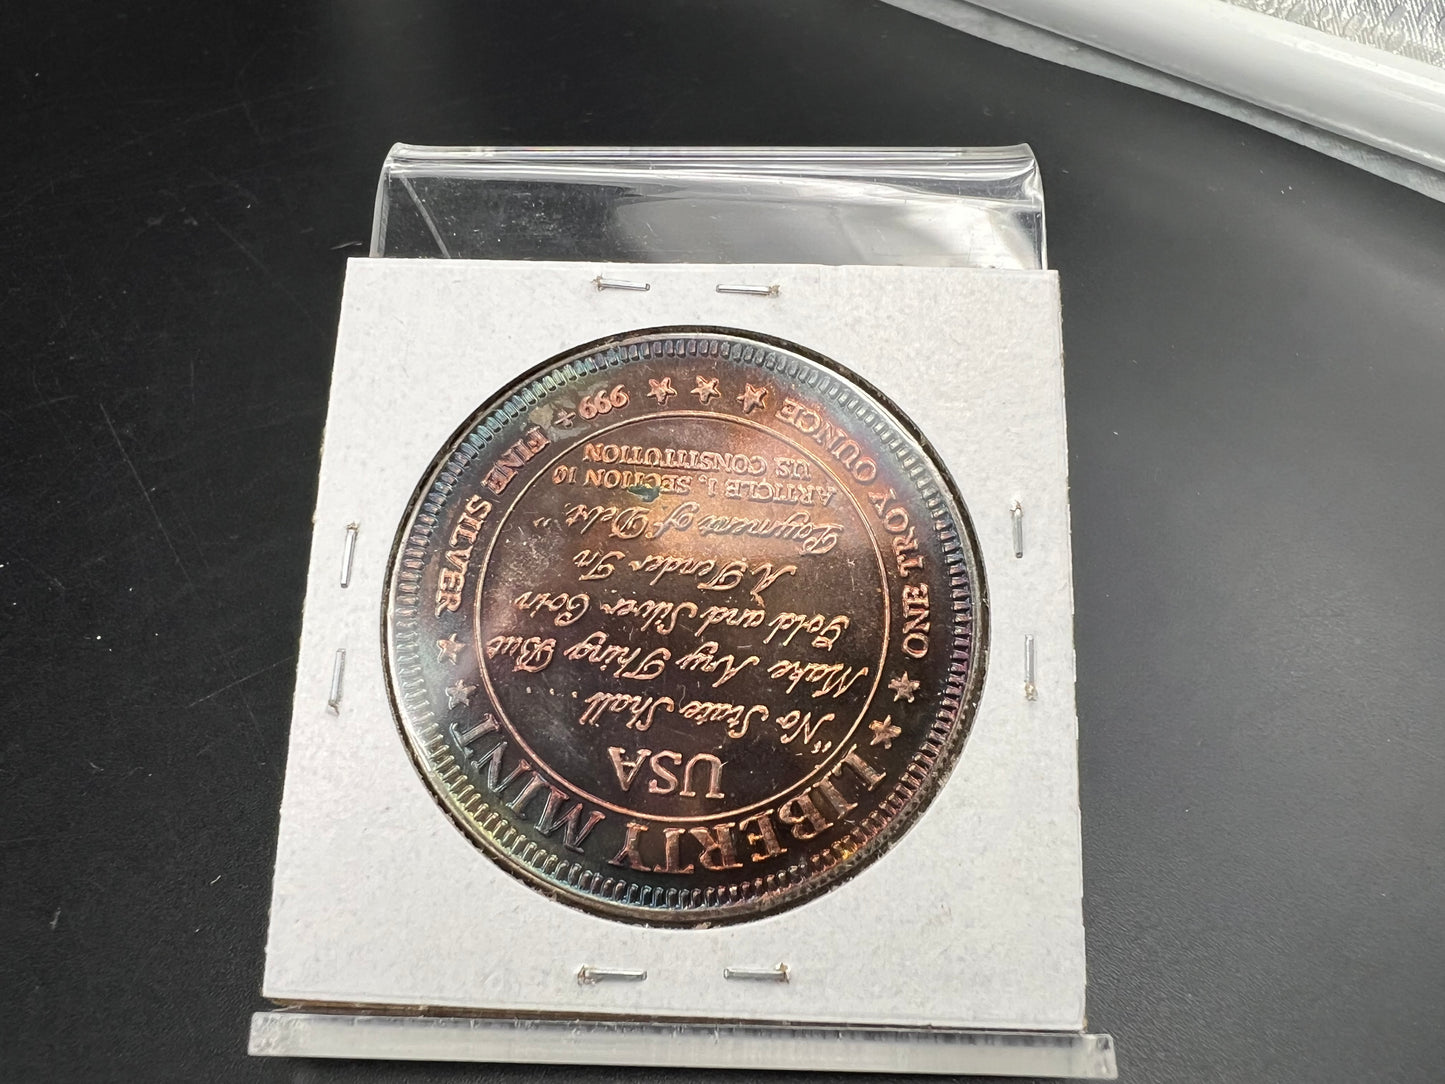 LIBERTY MINT
USA
"No State Shall...
Make Any Thing But
Gold and Silver Coin
A Tender In
Payment of Debt."
ARTICLE 1, SECTION 10
US CONSTITUTION
ONE TROY OUNCE ★ ★ ★ .999+ FINE SILVER